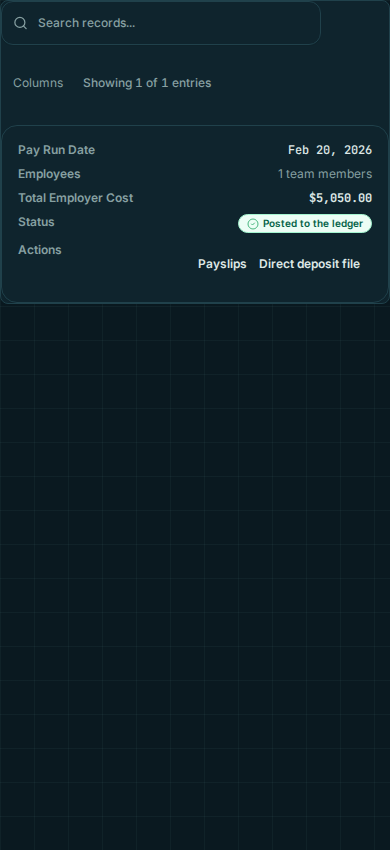 Search records...
Columns Showing 1 of 1 entries
Pay Run Date Feb 20, 2026
Employees 1 team members
Total Employer Cost $5,050.00
Status Posted to the ledger
Actions
Payslips Direct deposit file